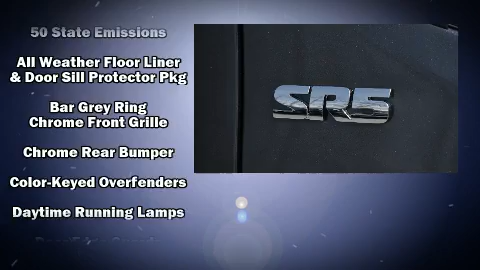 50 State Emissions
All Weather Floor Liner
& Door Sill Protector Pkg
Bar Grey Ring
Chrome Front Grille
Chrome Rear Bumper
Color-Keyed Overfenders
Daytime Running Lamps
SR5